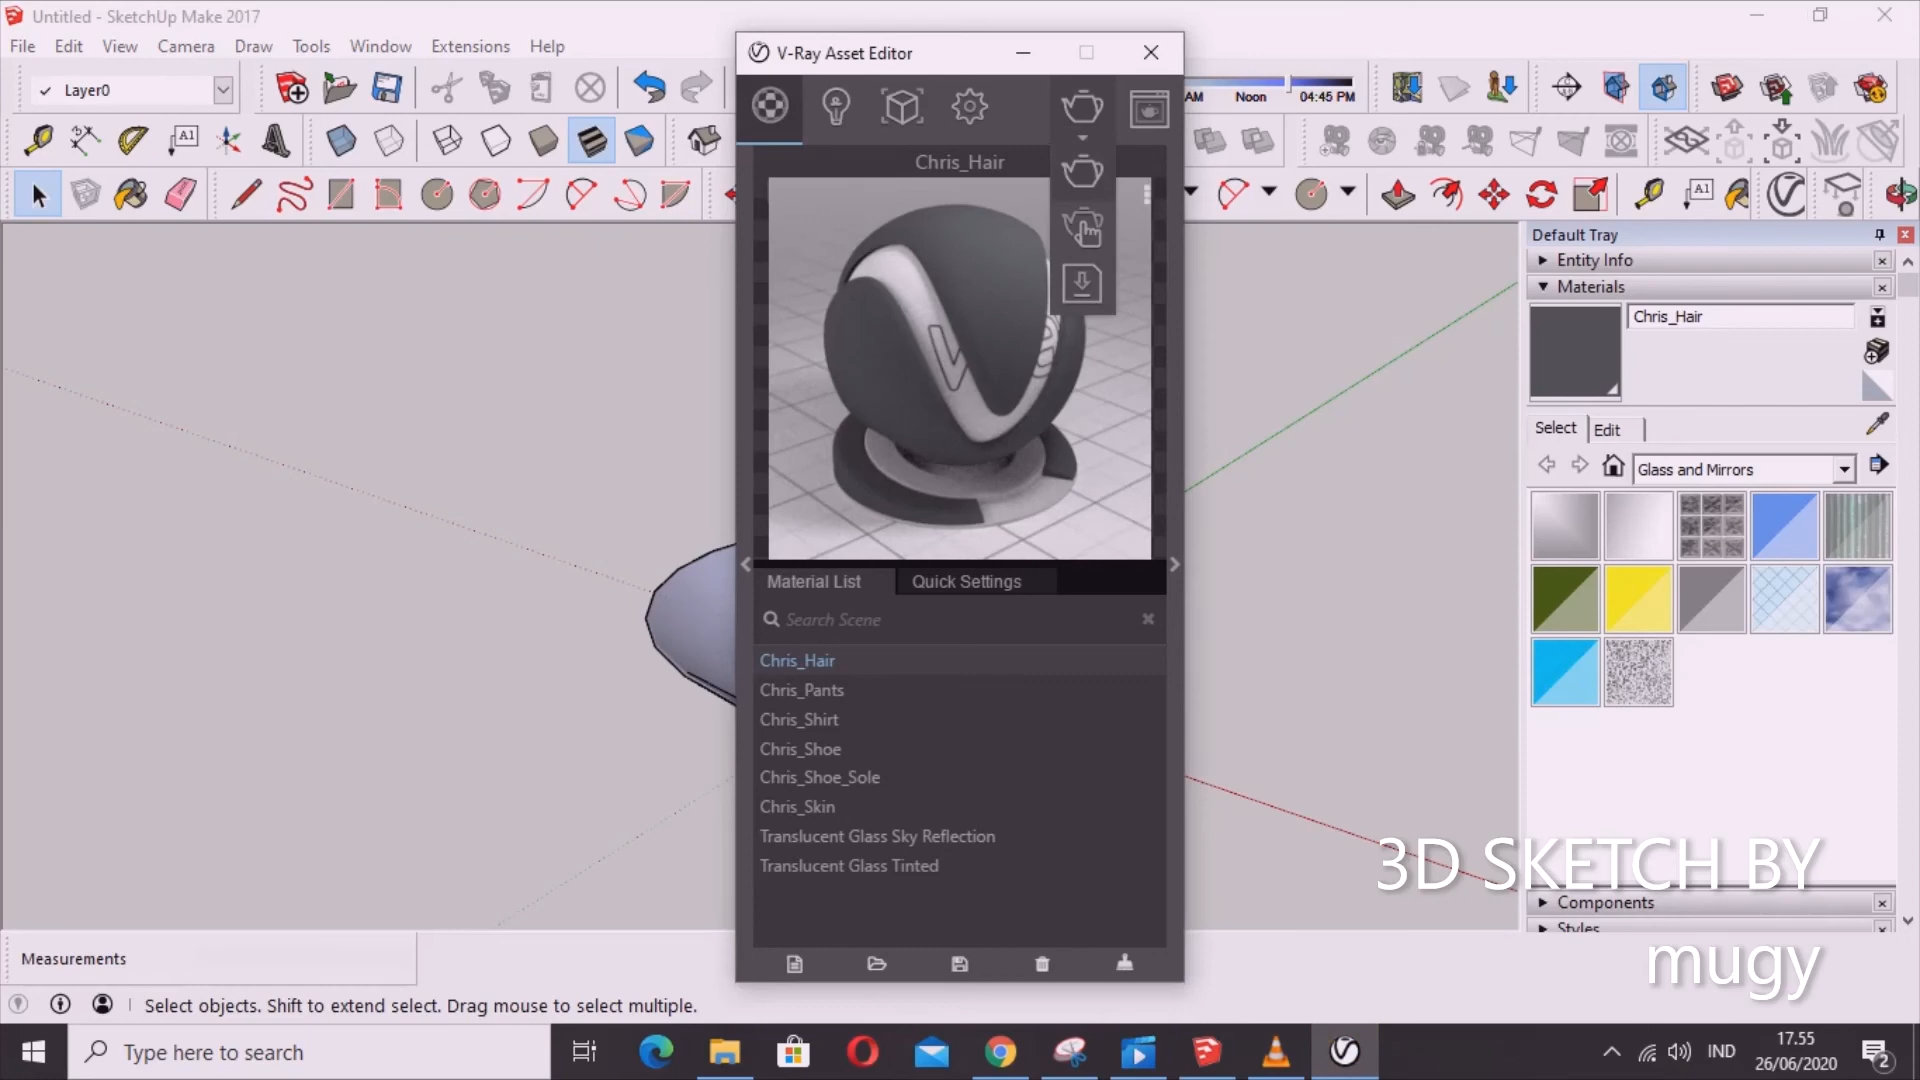 Untitled - SketchUp Make 2017
File Edit View Camera Draw Tools Window Extensions Help
Layer0
V-Ray Asset Editor
AM Noon 04:45 PM
A1
A1
Chris_Hair
Default Tray
Entity Info
Materials
Chris_Hair
Select Edit
Glass and Mirrors
Material List Quick Settings
Search Scene
Chris_Hair
Chris_Pants
Chris_Shirt
Chris_Shoe
Chris_Shoe_Sole
Chris_Skin
Translucent Glass Sky Reflection
Translucent Glass Tinted
3D SKETCH BY
mugy
Components
Styles
Measurements
Select objects. Shift to extend select. Drag mouse to select multiple.
Type here to search
IND
17.55
26/06/2020
2